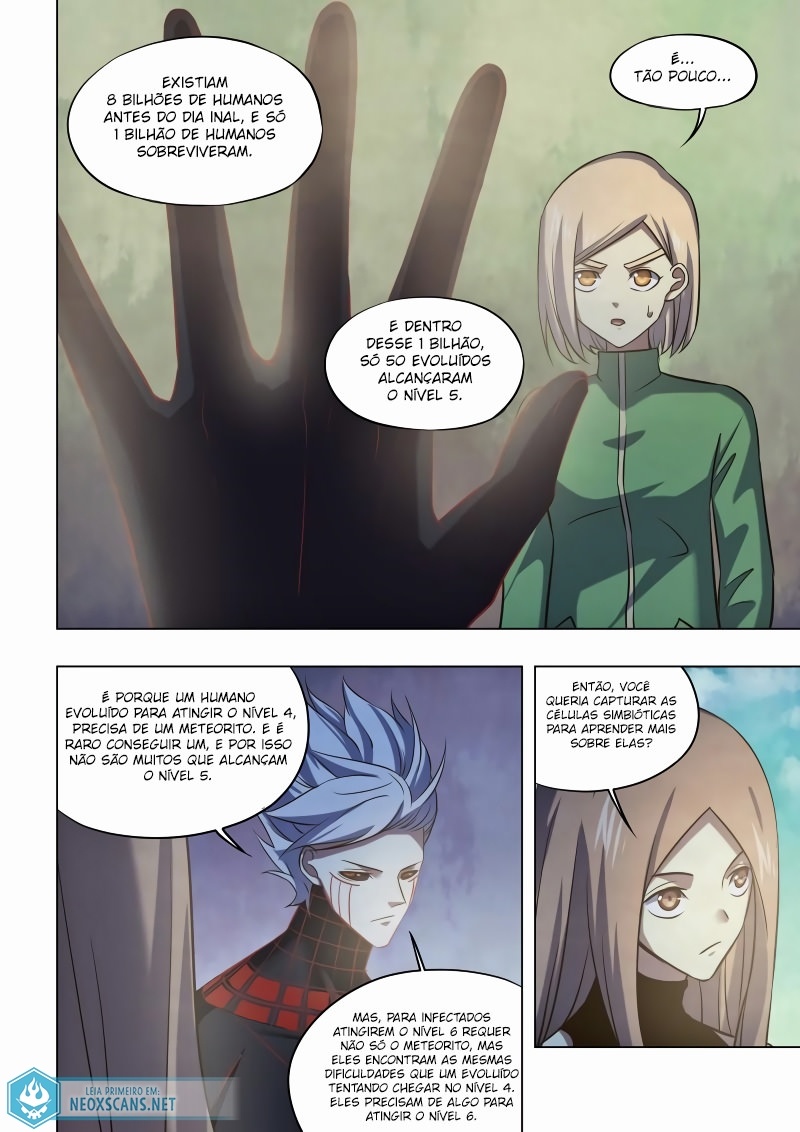 EXISTIAM
8 BILHÕES DE HUMANOS
ANTES DO DIA INAL, E SÓ
1 BILHÃO DE HUMANOS
SOBREVIVERAM.
É...
TÃO POUCO...
E DENTRO
DESSE 1 BILHÃO,
SÓ 50 EVOLUÍDOS
ALCANÇARAM
O NÍVEL 5.
É PORQUE UM HUMANO
EVOLUÍDO PARA ATINGIR O NÍVEL 4,
PRECISA DE UM METEORITO. E É
RARO CONSEGUIR UM, E POR ISSO
NÃO SÃO MUITOS QUE ALCANÇAM
O NÍVEL 5.
MAS, PARA INFECTADOS
ATINGIREM O NÍVEL 6 REQUER
NÃO SÓ O METEORITO, MAS
ELES ENCONTRAM AS MESMAS
DIFICULDADES QUE UM EVOLUÍDO
TENTANDO CHEGAR NO NÍVEL 4.
ELES PRECISAM DE ALGO PARA
ATINGIR O NÍVEL 6.
ENTÃO, VOCÊ
QUERIA CAPTURAR AS
CÉLULAS SIMBIÓTICAS
PARA APRENDER MAIS
SOBRE ELAS?
LEIA PRIMEIRO EM:
NEOXSCANS.NET